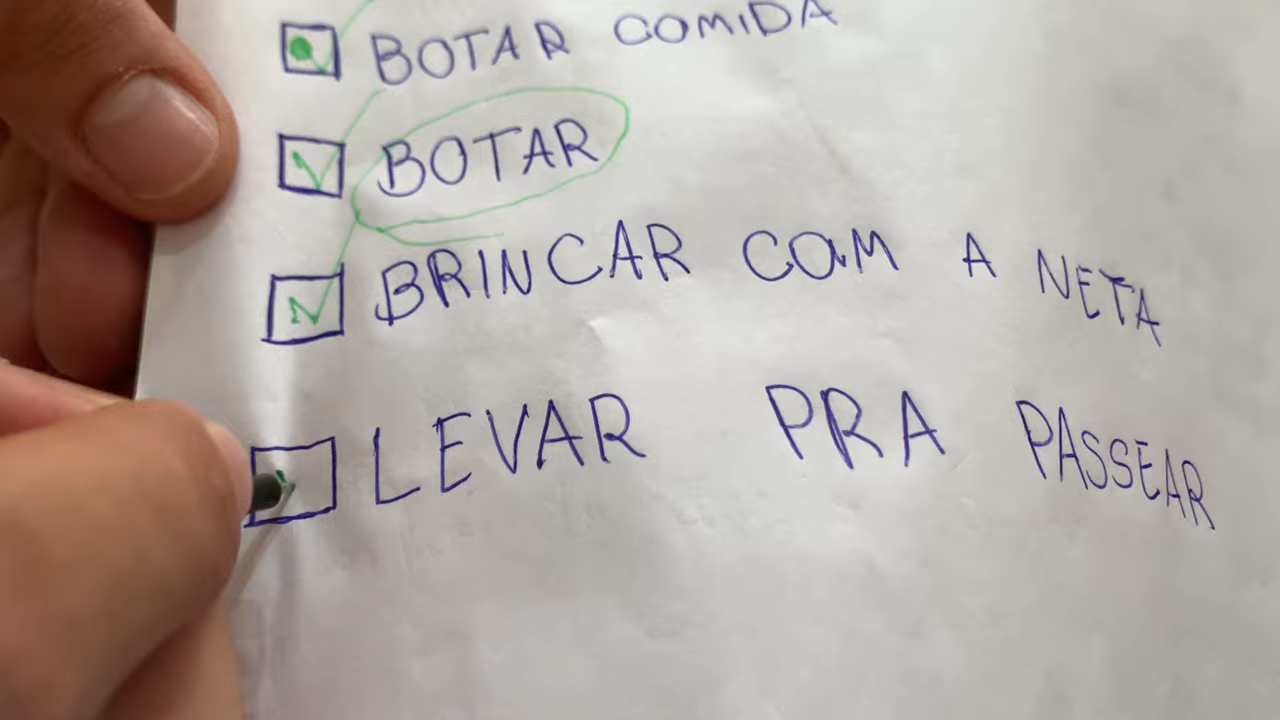 BOTAR COMIDA
BOTAR
BRINCAR COM A NETA
LEVAR PRA PASSEAR